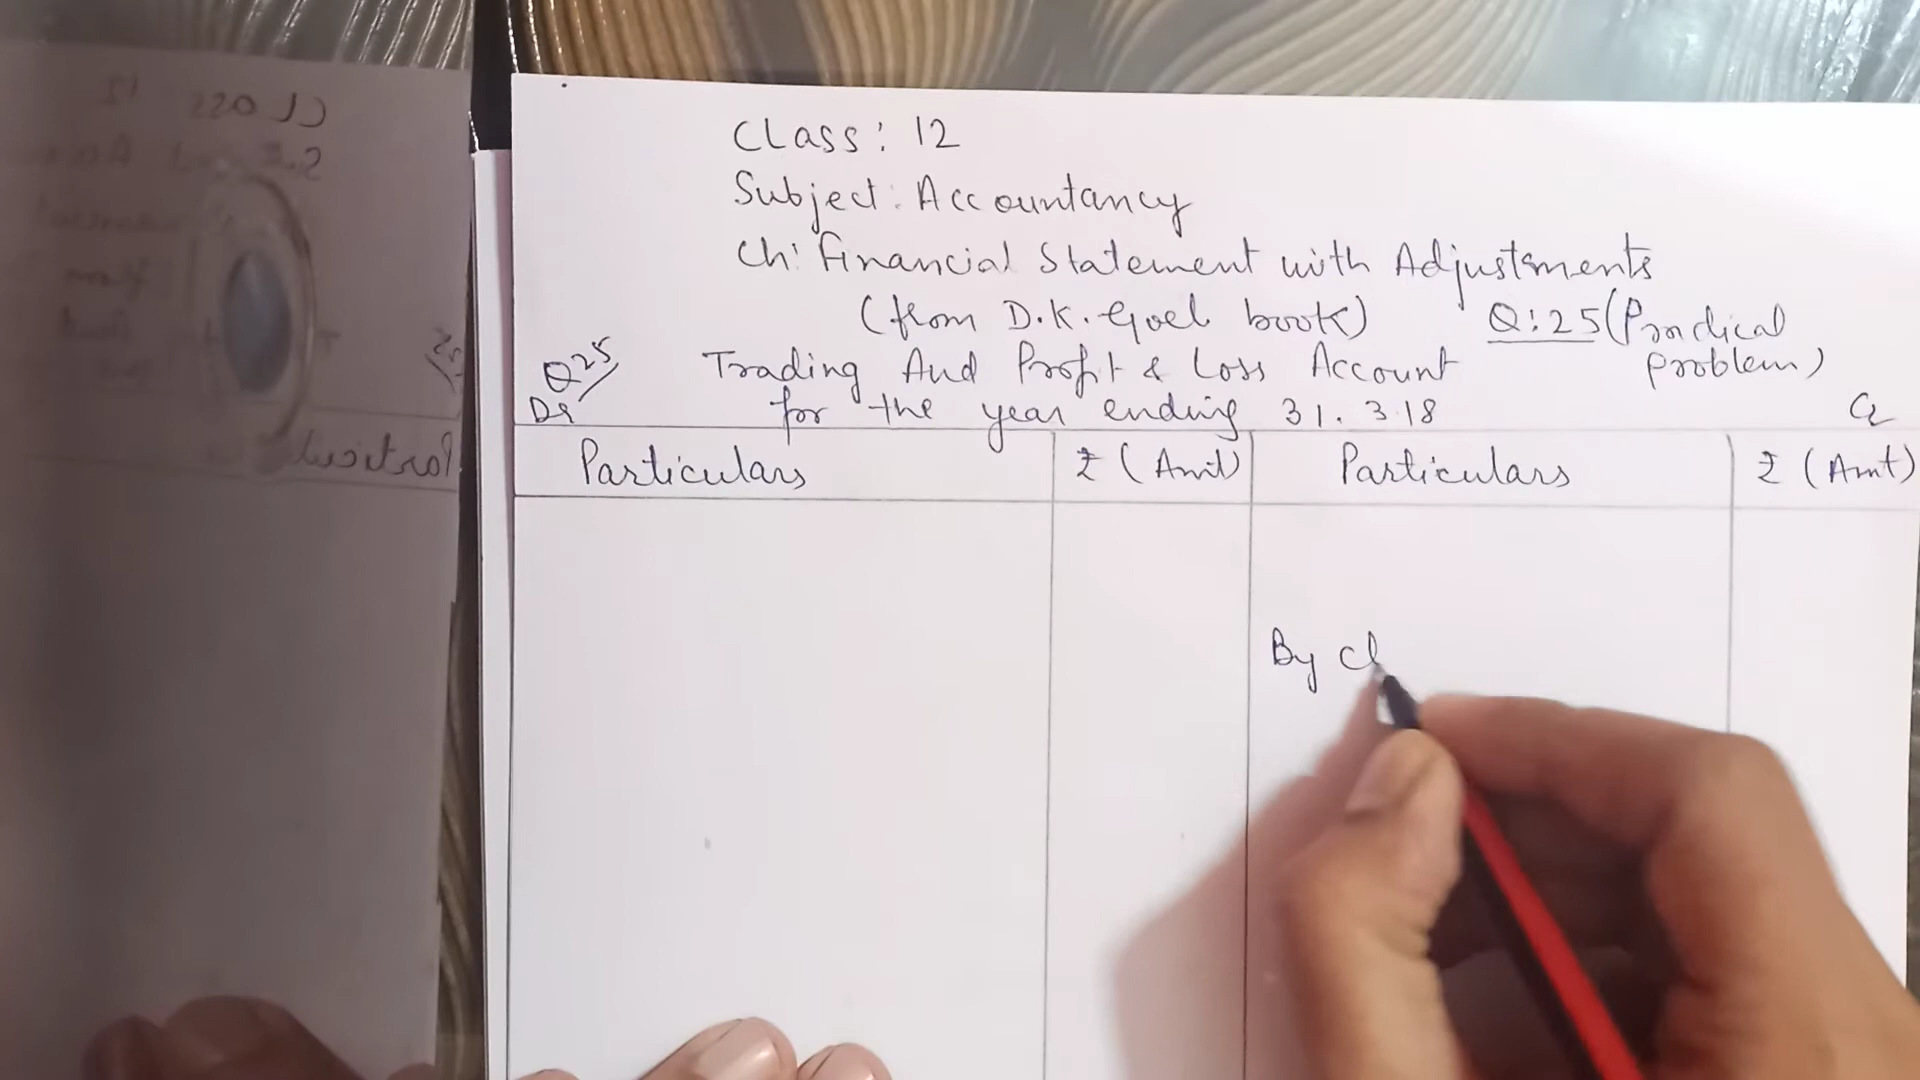 Class: 12
Subject: Accountancy
Ch: Financial Statement with Adjustments
(from D.K. Goel book) Q:25 (Practical problem)
Q25 Trading And Profit & Loss Account
Dr for the year ending 31.3.18 Cr
Particulars ₹ (Amt) Particulars ₹ (Amt)
By cl